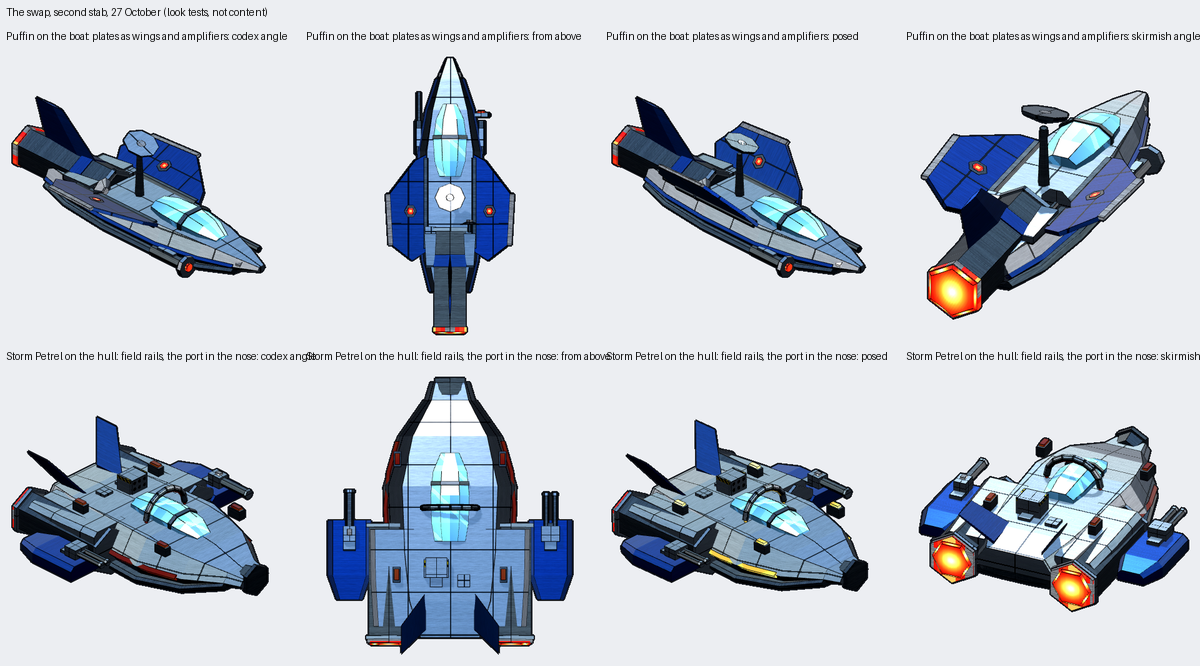 The swap, second stab, 27 October (look tests, not content)
Puffin on the boat: plates as wings and amplifiers: codex angle
Puffin on the boat: plates as wings and amplifiers: from above
Puffin on the boat: plates as wings and amplifiers: posed
Puffin on the boat: plates as wings and amplifiers: skirmish angle
Storm Petrel on the hull: field rails, the port in the nose: codex angle
Storm Petrel on the hull: field rails, the port in the nose: from above
Storm Petrel on the hull: field rails, the port in the nose: posed
Storm Petrel on the hull: field rails, the port in the nose: skirmish